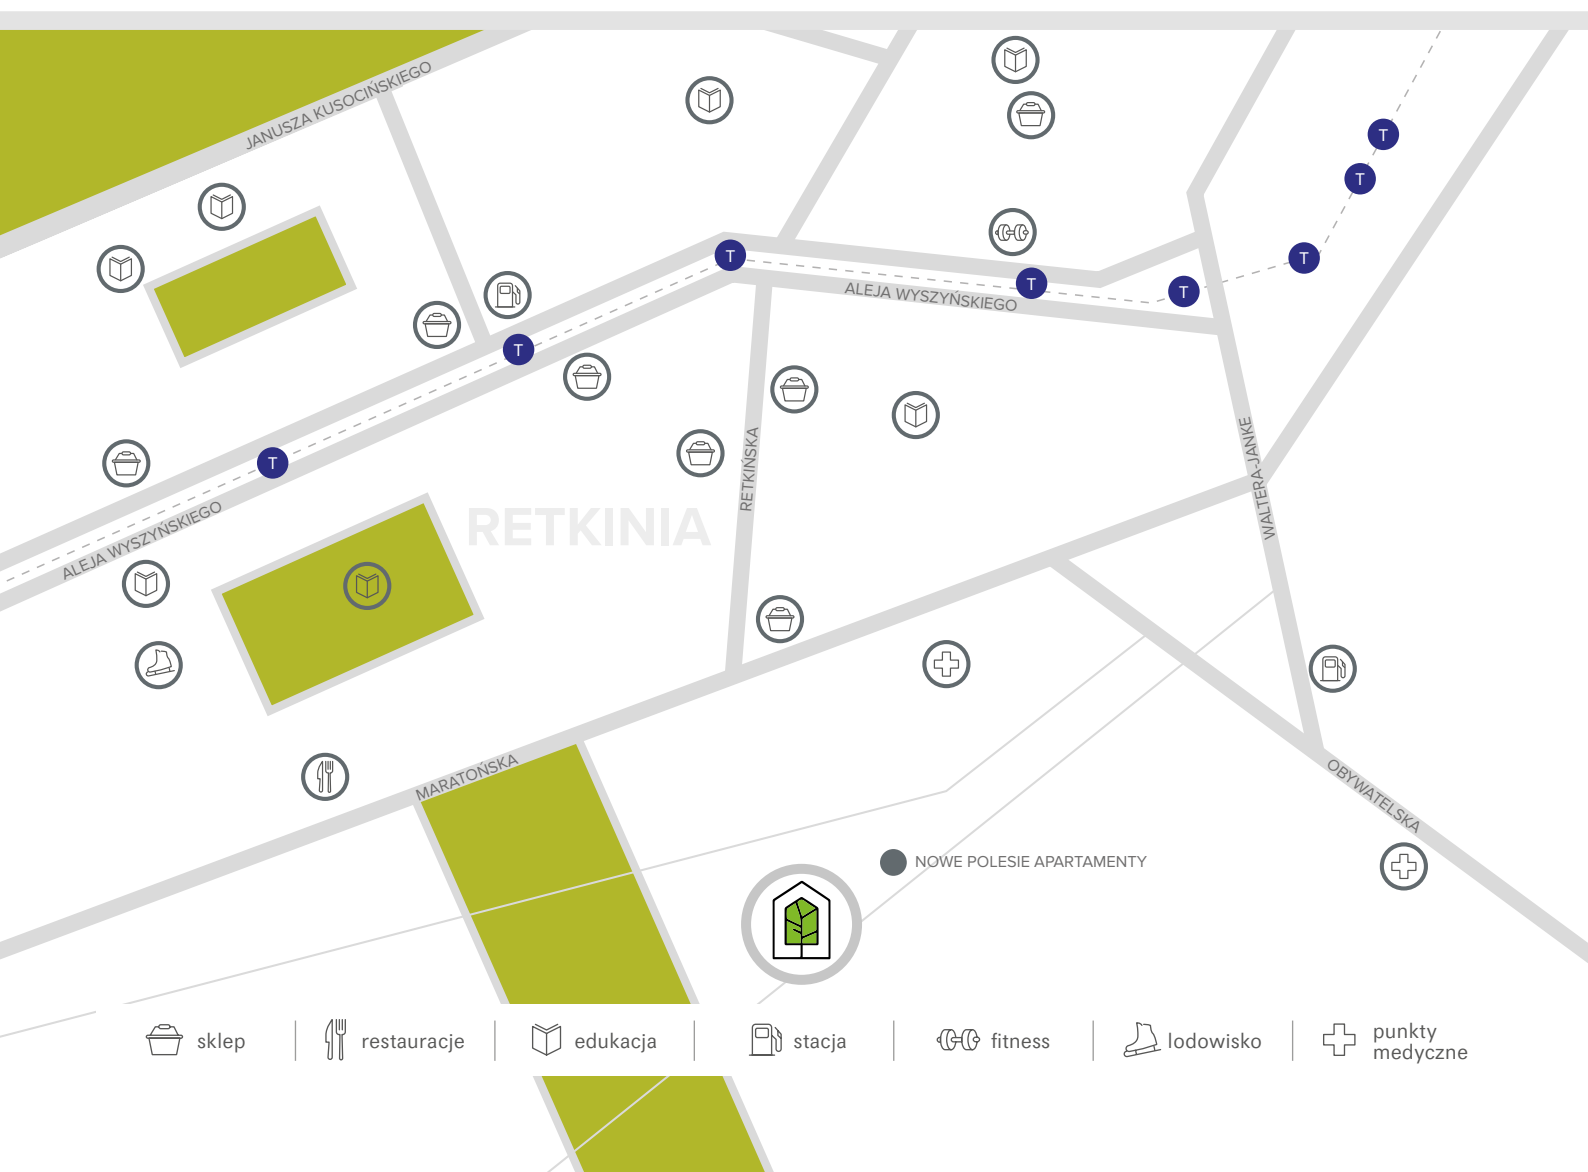 JANUSZA KUSOCIŃSKIEGO
T
T
T
T
T
T
T
T
T
ALEJA WYSZYŃSKIEGO
RETKIŃSKA
WALTERA-JANKE
ALEJA WYSZYŃSKIEGO
RETKINIA
MARATOŃSKA
OBYWATELSKA
NOWE POLESIE APARTAMENTY
sklep
restauracje
edukacja
stacja
fitness
lodowisko
punkty
medyczne